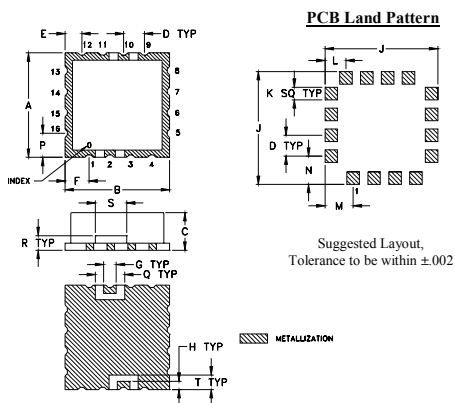 PCB Land Pattern
E
D TYP
12 11 10 9
13
14
15
16
8
7
6
5
A
P
INDEX
1 2 3 4
F
B
S
R TYP
C
G TYP
Q TYP
H TYP
T TYP
METALLIZATION
J
L
K SQ TYP
J
D TYP
N
1
M
Suggested Layout,
Tolerance to be within ±.002